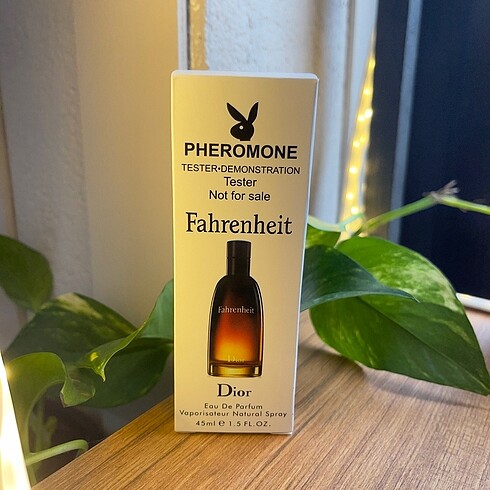 PHEROMONE
TESTER•DEMONSTRATION
Tester
Not for sale
Fahrenheit
Fahrenheit
Dior
Eau De Parfum
Vaporisateur Natural Spray
45ml ℮ 1.5 FL.OZ.